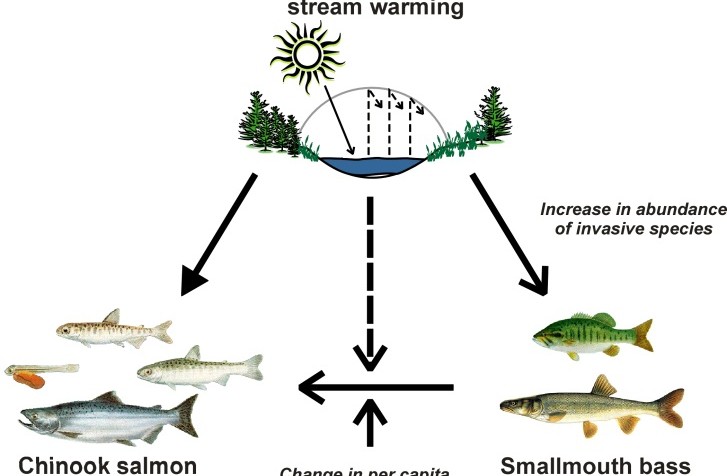 stream warming
Increase in abundance
of invasive species
Chinook salmon
Change in per capita
Smallmouth bass